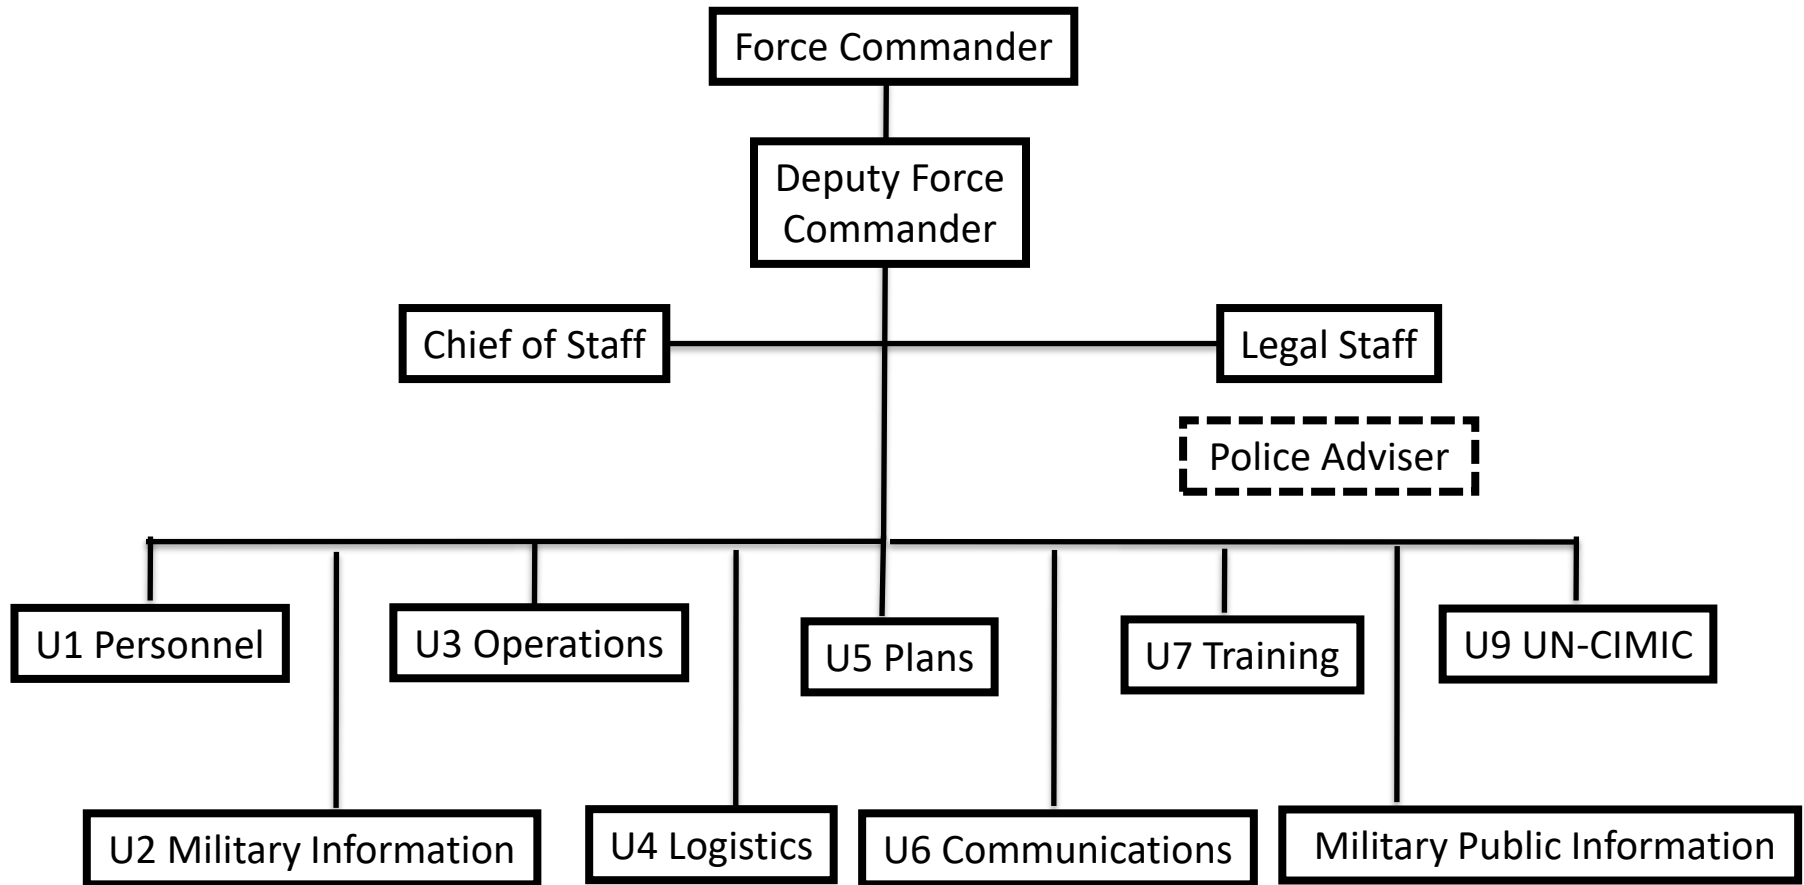 Force Commander
Deputy Force
Commander
Chief of Staff
Legal Staff
Police Adviser
U1 Personnel
U3 Operations
U5 Plans
U7 Training
U9 UN-CIMIC
U2 Military Information
U4 Logistics
U6 Communications
Military Public Information